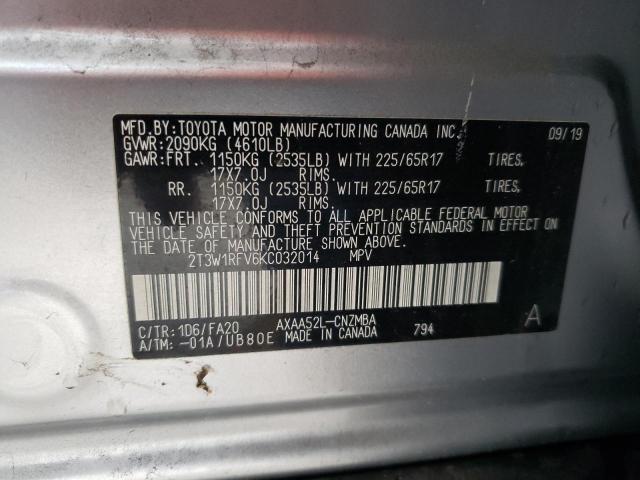 MFD.BY:TOYOTA MOTOR MANUFACTURING CANADA INC. 09/19
GVWR:2090KG (4610LB)
GAWR:FRT. 1150KG (2535LB) WITH 225/65R17 TIRES,
17X7.0J RIMS.
RR. 1150KG (2535LB) WITH 225/65R17 TIRES,
17X7.0J RIMS.
THIS VEHICLE CONFORMS TO ALL APPLICABLE FEDERAL MOTOR
VEHICLE SAFETY AND THEFT PREVENTION STANDARDS IN EFFECT ON
THE DATE OF MANUFACTURE SHOWN ABOVE.
2T3W1RFV6KC032014 MPV
C/TR:1D6/FA20 AXAA52L-CNZMBA A
A/TM:-01A/UB80E MADE IN CANADA 794